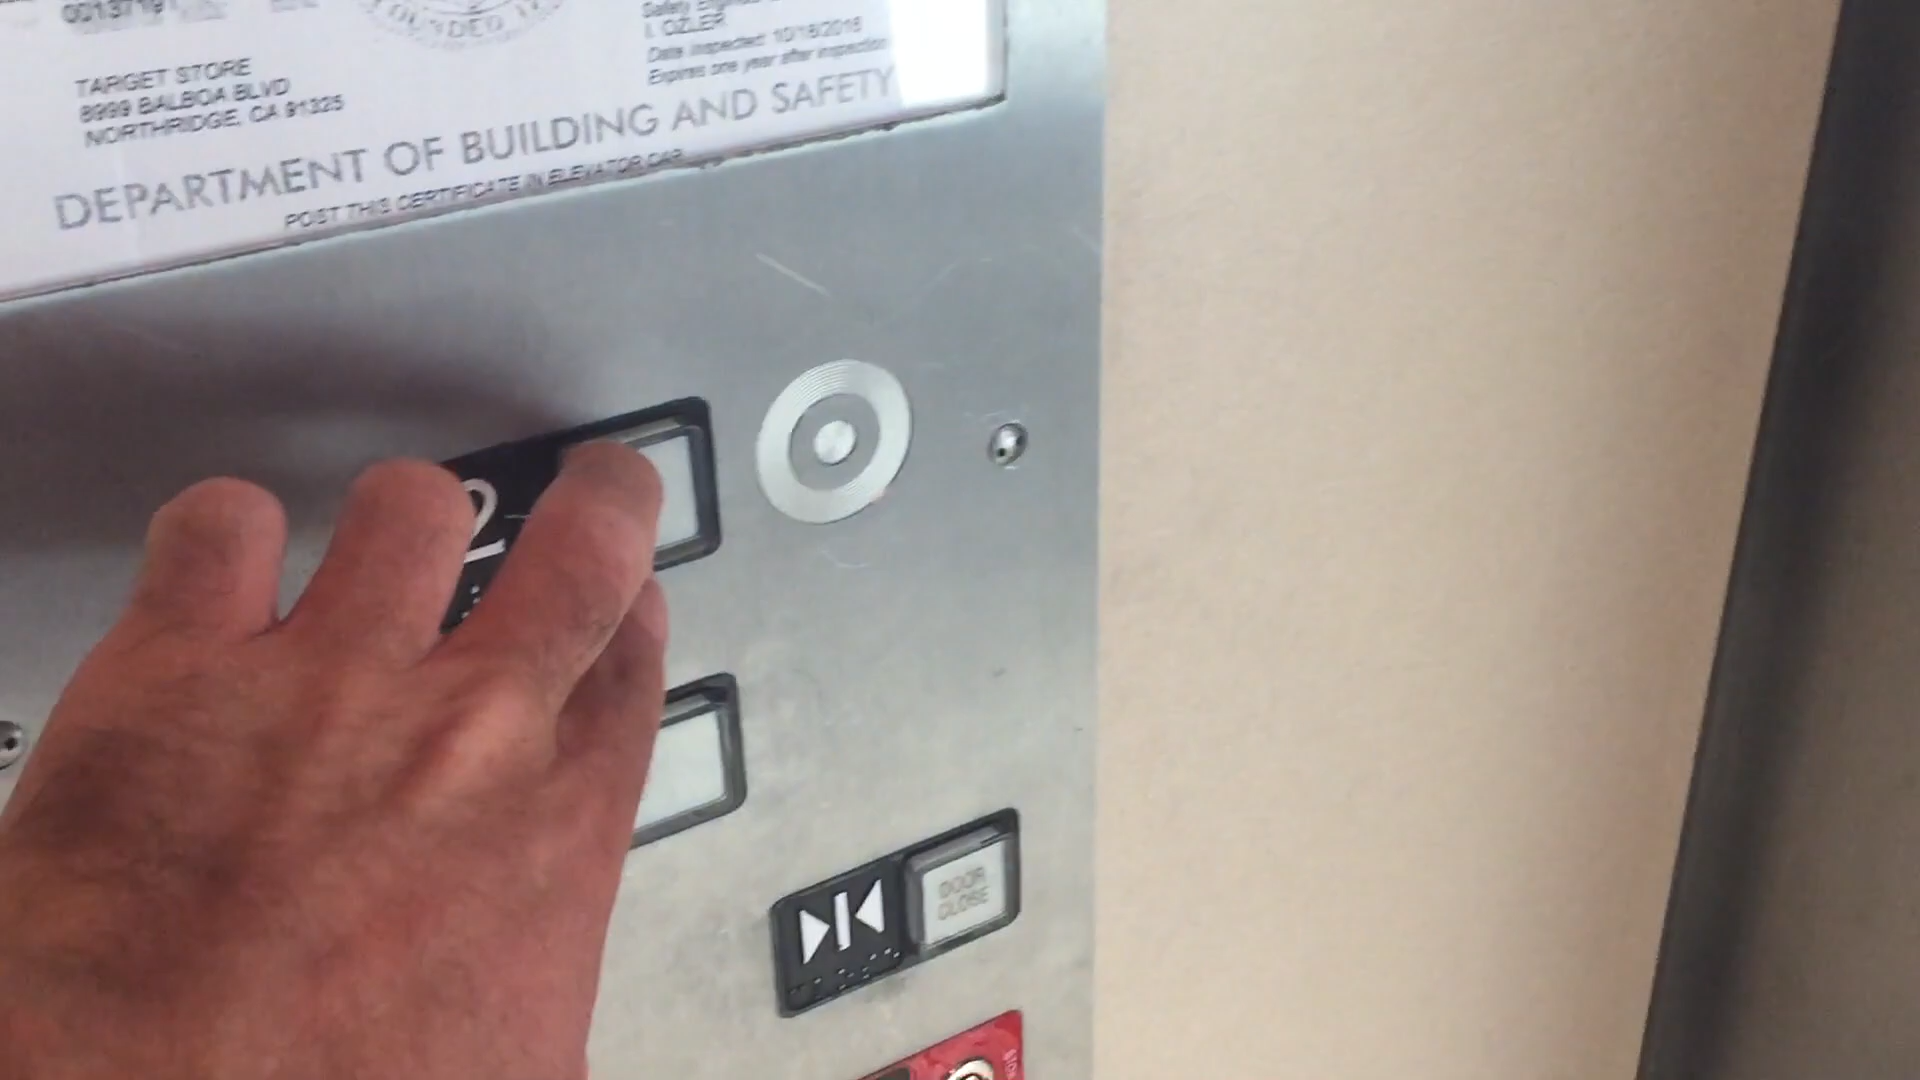 TARGET STORE
8999 BALBOA BLVD
NORTHRIDGE, CA 91325
I. OZLER
Date inspected: 10/18/2016
Expires one year after inspection
DEPARTMENT OF BUILDING AND SAFETY
POST THIS CERTIFICATE IN ELEVATOR CAR
2
DOOR
CLOSE